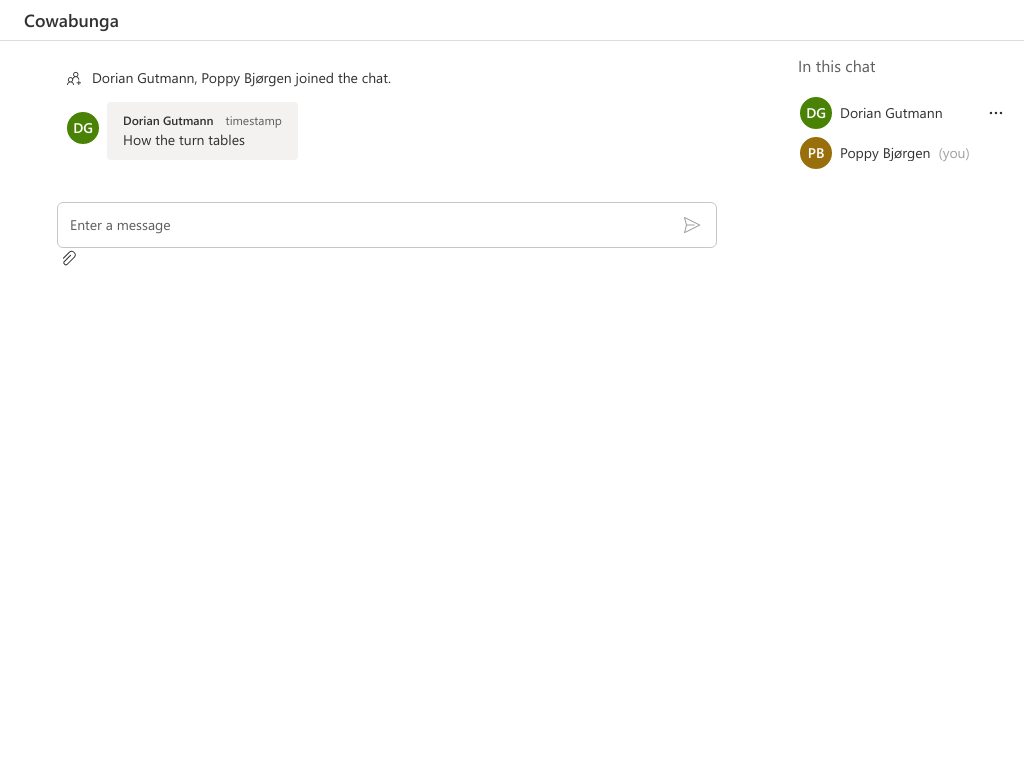 Cowabunga
Dorian Gutmann, Poppy Bjørgen joined the chat.
DG
Dorian Gutmann timestamp
How the turn tables
Enter a message
In this chat
DG Dorian Gutmann
PB Poppy Bjørgen (you)